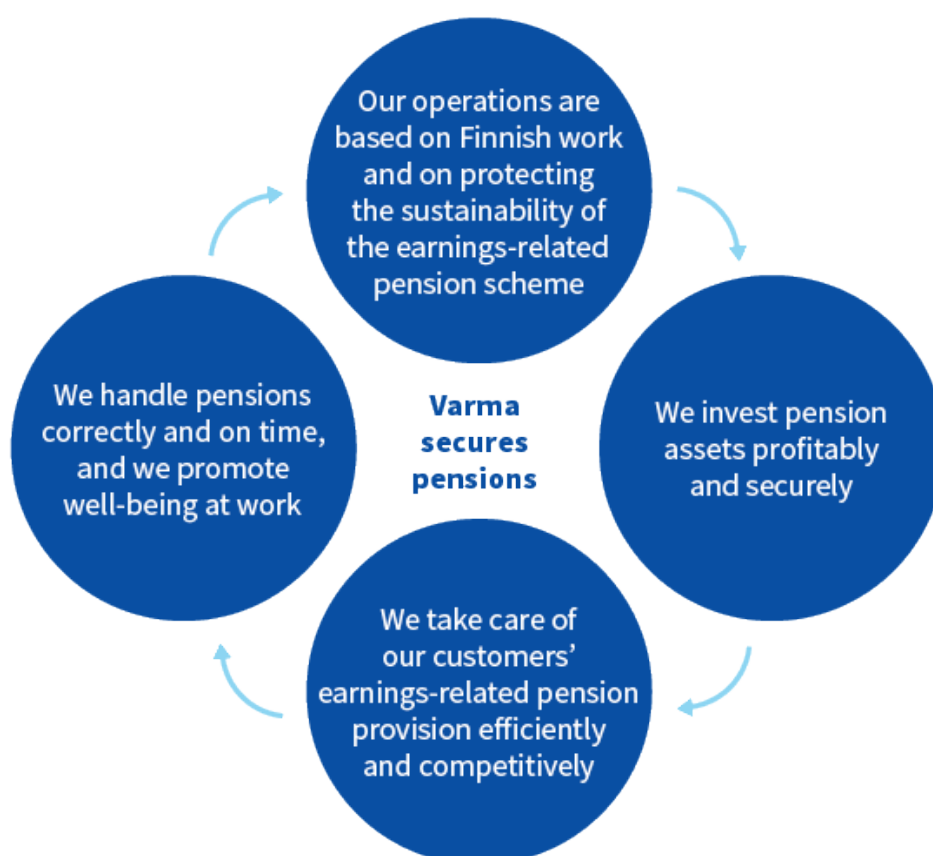 Our operations are
based on Finnish work
and on protecting
the sustainability of
the earnings-related
pension scheme
We handle pensions
correctly and on time,
and we promote
well-being at work
Varma
secures
pensions
We invest pension
assets profitably
and securely
We take care of
our customers’
earnings-related pension
provision efficiently
and competitively